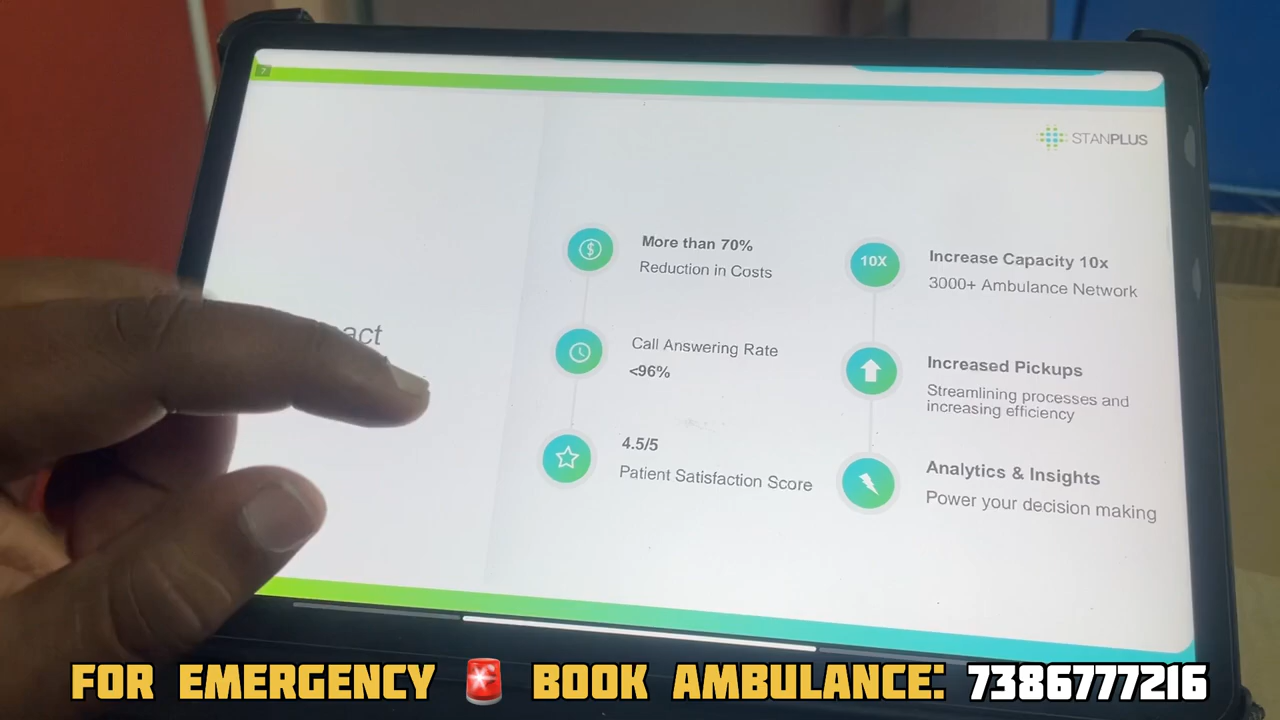 7
STANPLUS
act
More than 70%
Reduction in Costs
Call Answering Rate
<96%
4.5/5
Patient Satisfaction Score
10X
Increase Capacity 10x
3000+ Ambulance Network
Increased Pickups
Streamlining processes and
increasing efficiency
Analytics & Insights
Power your decision making
FOR EMERGENCY 🚨 BOOK AMBULANCE: 7386777216